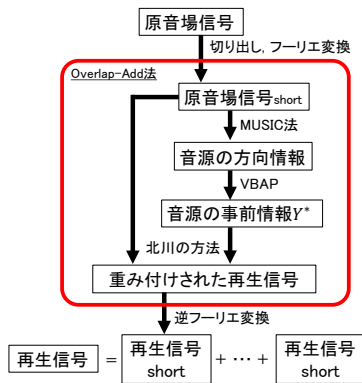 原音場信号
切り出し, フーリエ変換
Overlap-Add法
原音場信号short
MUSIC法
音源の方向情報
VBAP
音源の事前情報Y*
北川の方法
重み付けされた再生信号
逆フーリエ変換
再生信号 = 再生信号 short + ⋯ + 再生信号 short